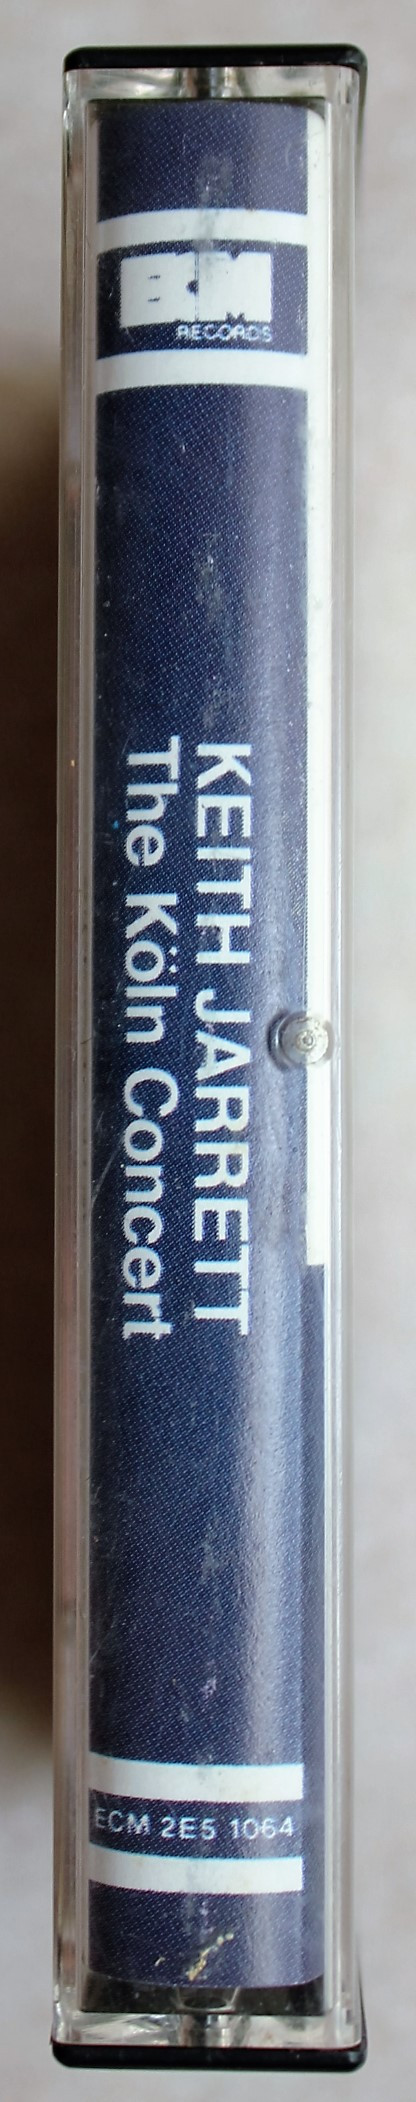 ECM
RECORDS
KEITH JARRETT
The Köln Concert
ECM 2E5 1064